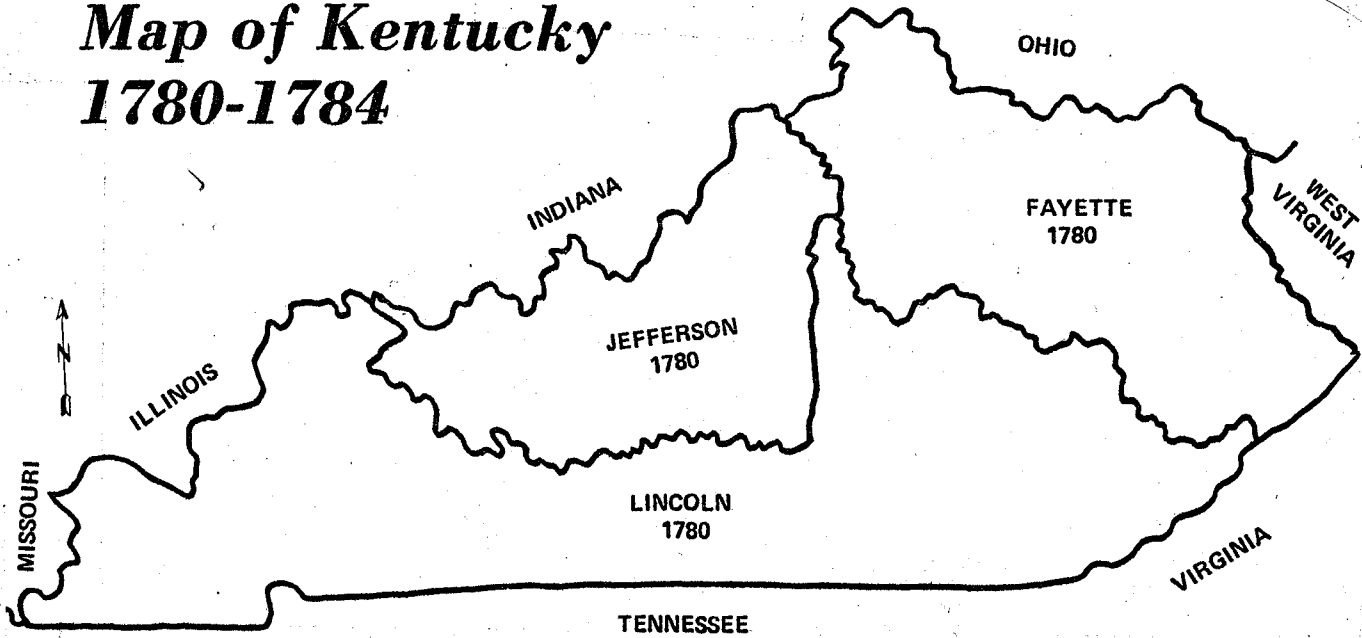 Map of Kentucky
1780-1784
OHIO
INDIANA
WEST
VIRGINIA
FAYETTE
1780
JEFFERSON
1780
N
ILLINOIS
MISSOURI
LINCOLN
1780
VIRGINIA
TENNESSEE